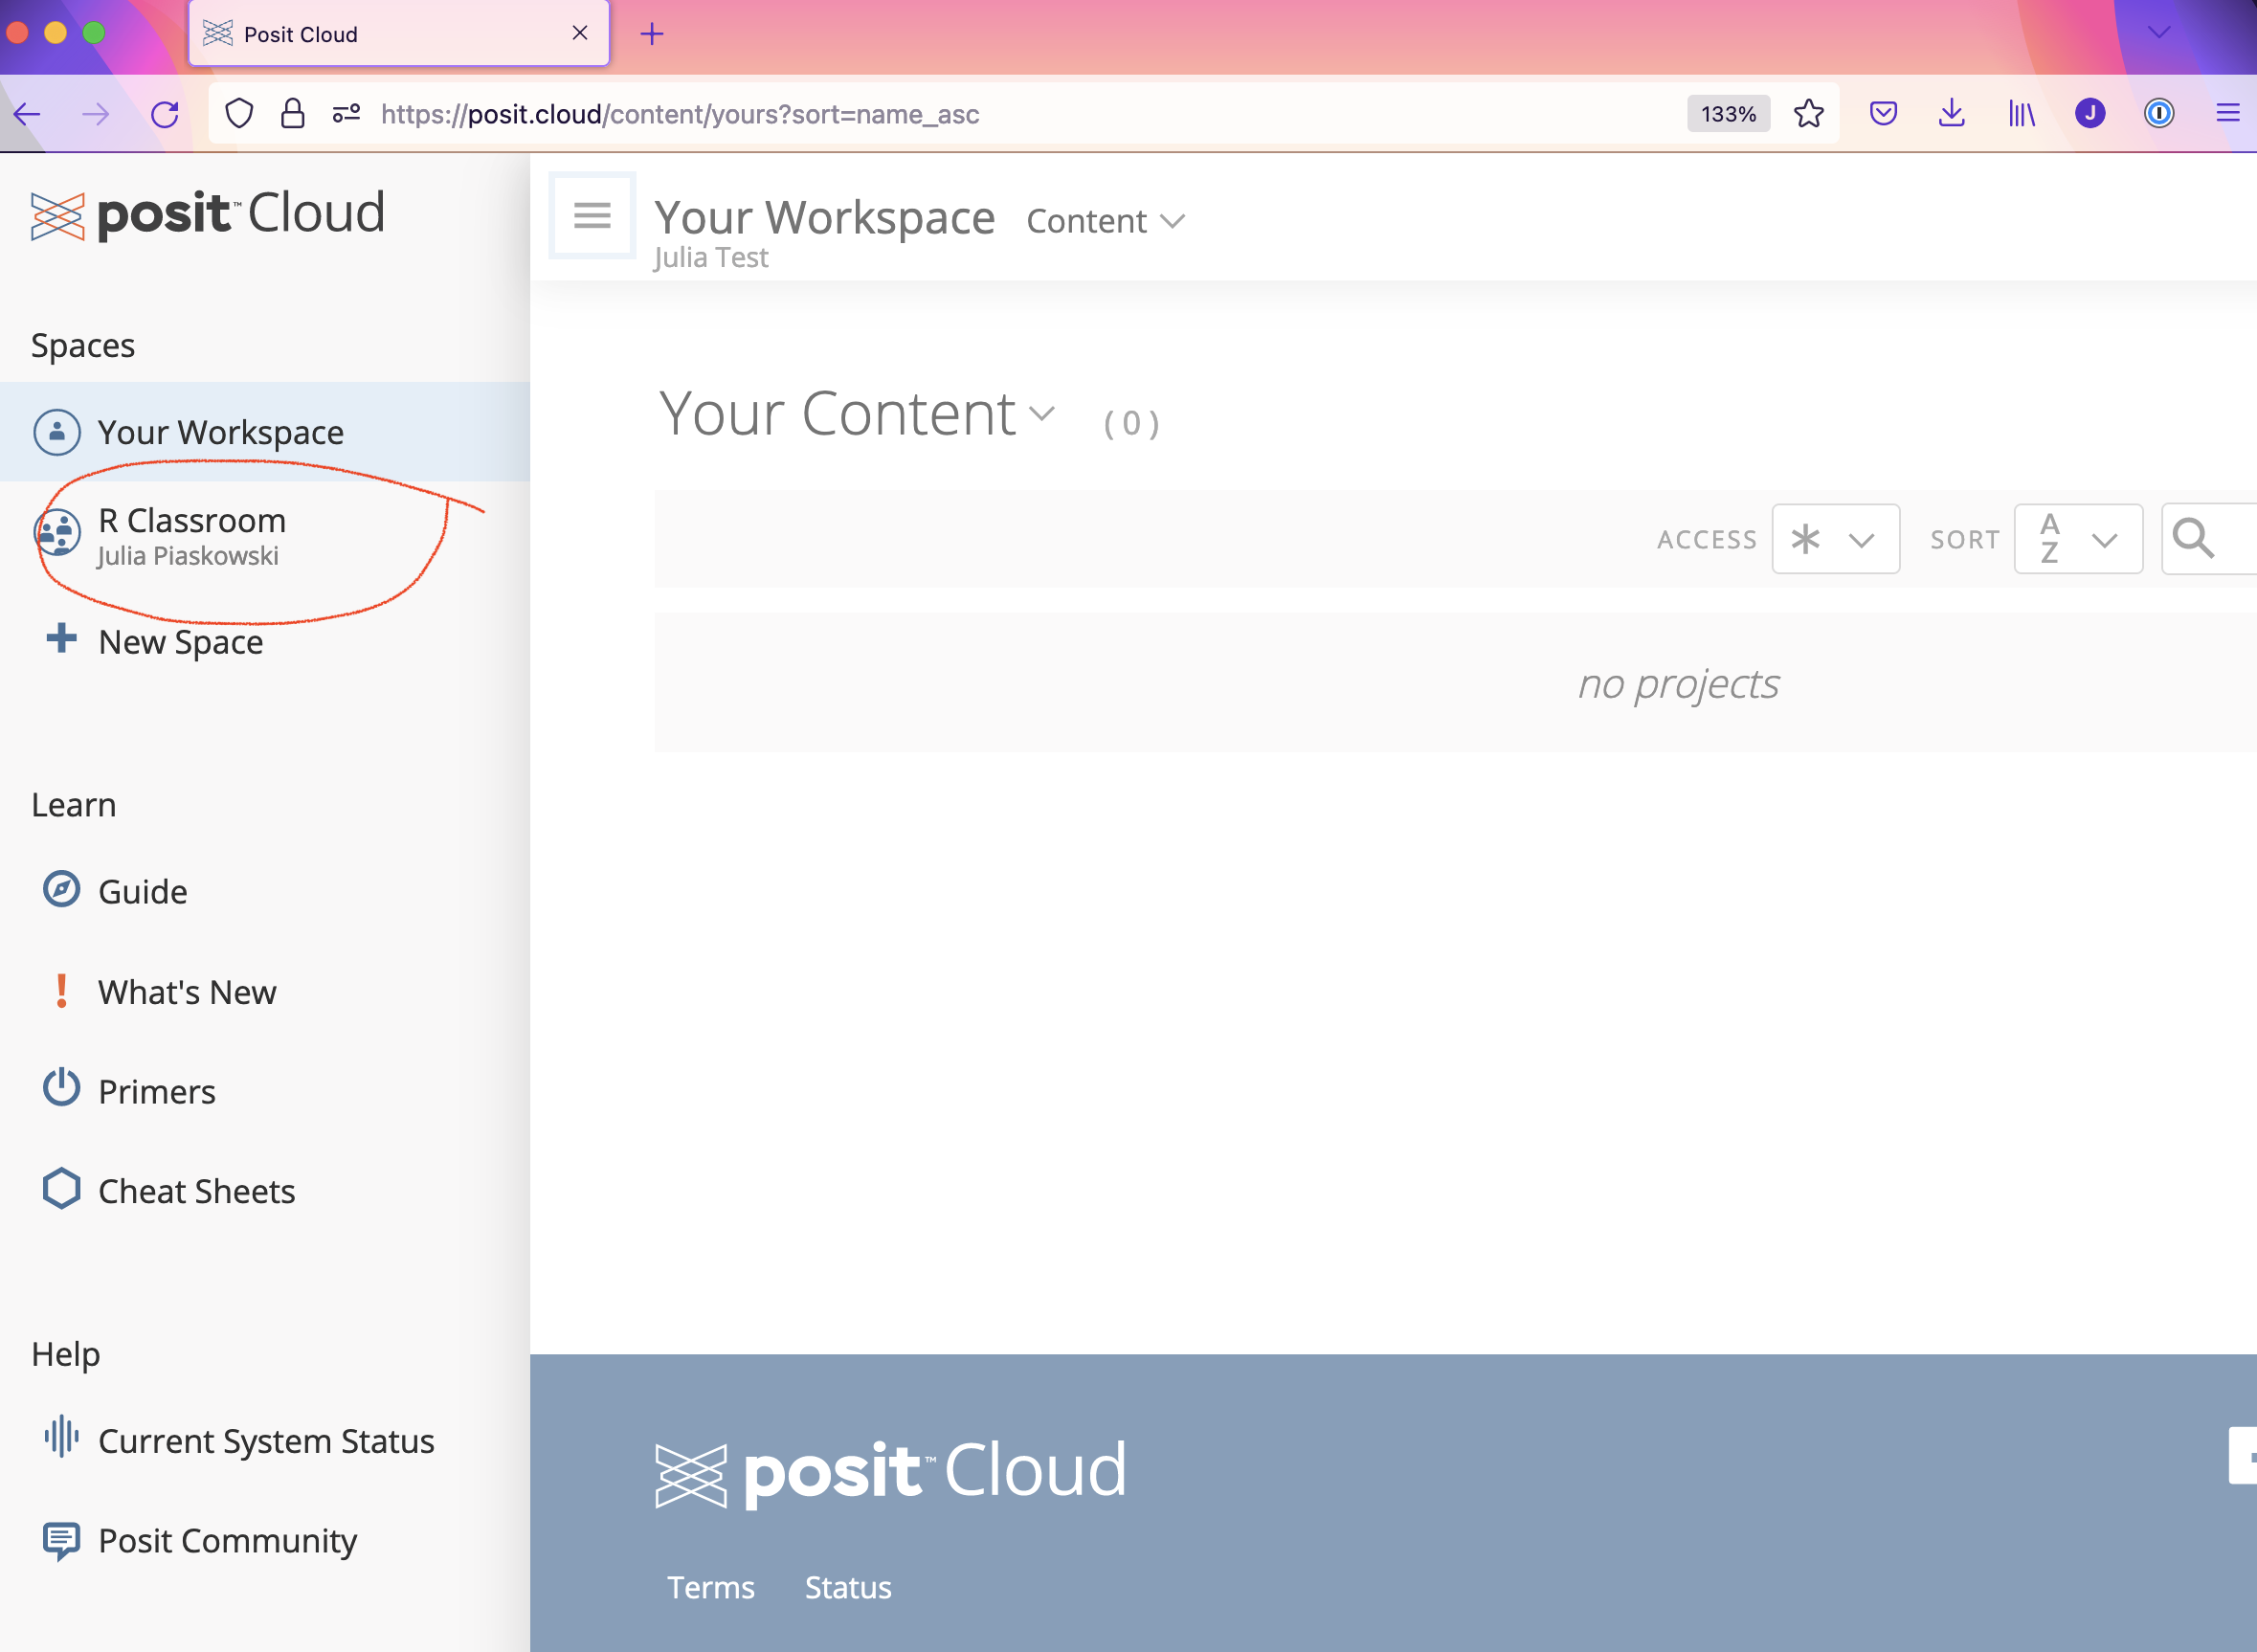 Posit Cloud
https://posit.cloud/content/yours?sort=name_asc
133%
J
posit™ Cloud
Your Workspace Content
Julia Test
Spaces
Your Workspace
R Classroom
Julia Piaskowski
New Space
Learn
Guide
What's New
Primers
Cheat Sheets
Help
Current System Status
Posit Community
Your Content (0)
ACCESS * SORT A Z
no projects
posit™ Cloud
Terms Status